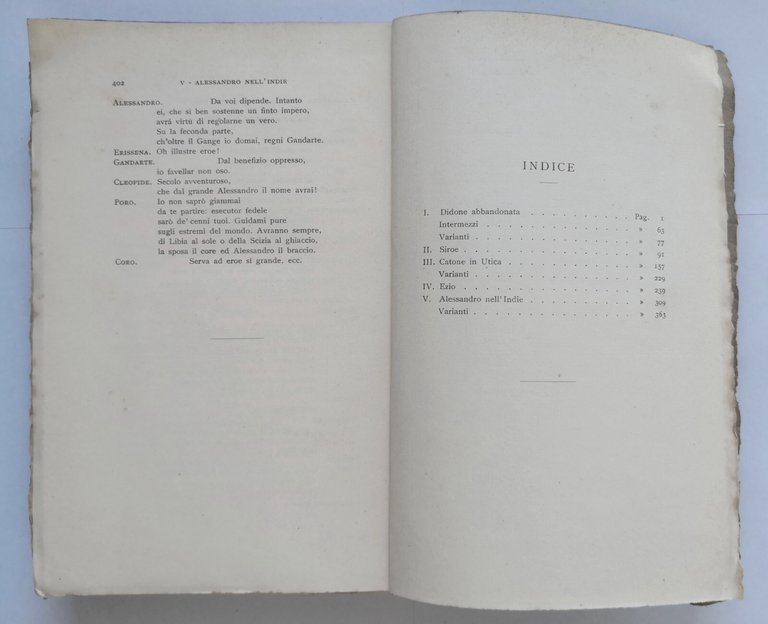 402 V - ALESSANDRO NELL'INDIE
ALESSANDRO. Da voi dipende. Intanto
ei, che sì ben sostenne un finto impero,
avrá virtú di regolarne un vero.
Su la feconda parte,
ch'oltre il Gange io domai, regni Gandarte.
ERISSENA. Oh illustre eroe!
GANDARTE. Dal benefizio oppresso,
io favellar non oso.
CLEOFIDE. Secolo avventuroso,
che dal grande Alessandro il nome avrai!
PORO. Io non saprò giammai
da te partire: esecutor fedele
sarò de' cenni tuoi. Guidami pure
sugli estremi del mondo. Avranno sempre,
di Libia al sole o della Scizia al ghiaccio,
la sposa il core ed Alessandro il braccio.
CORO. Serva ad eroe sì grande, ecc.
INDICE
I. Didone abbandonata . . . . . . . . . . Pag. 1
Intermezzi . . . . . . . . . . . . . . » 63
Varianti . . . . . . . . . . . . . . . » 77
II. Siroe . . . . . . . . . . . . . . . . » 91
III. Catone in Utica . . . . . . . . . . . . » 157
Varianti . . . . . . . . . . . . . . . » 229
IV. Ezio . . . . . . . . . . . . . . . . » 239
V. Alessandro nell'Indie . . . . . . . . . . » 309
Varianti . . . . . . . . . . . . . . . » 363